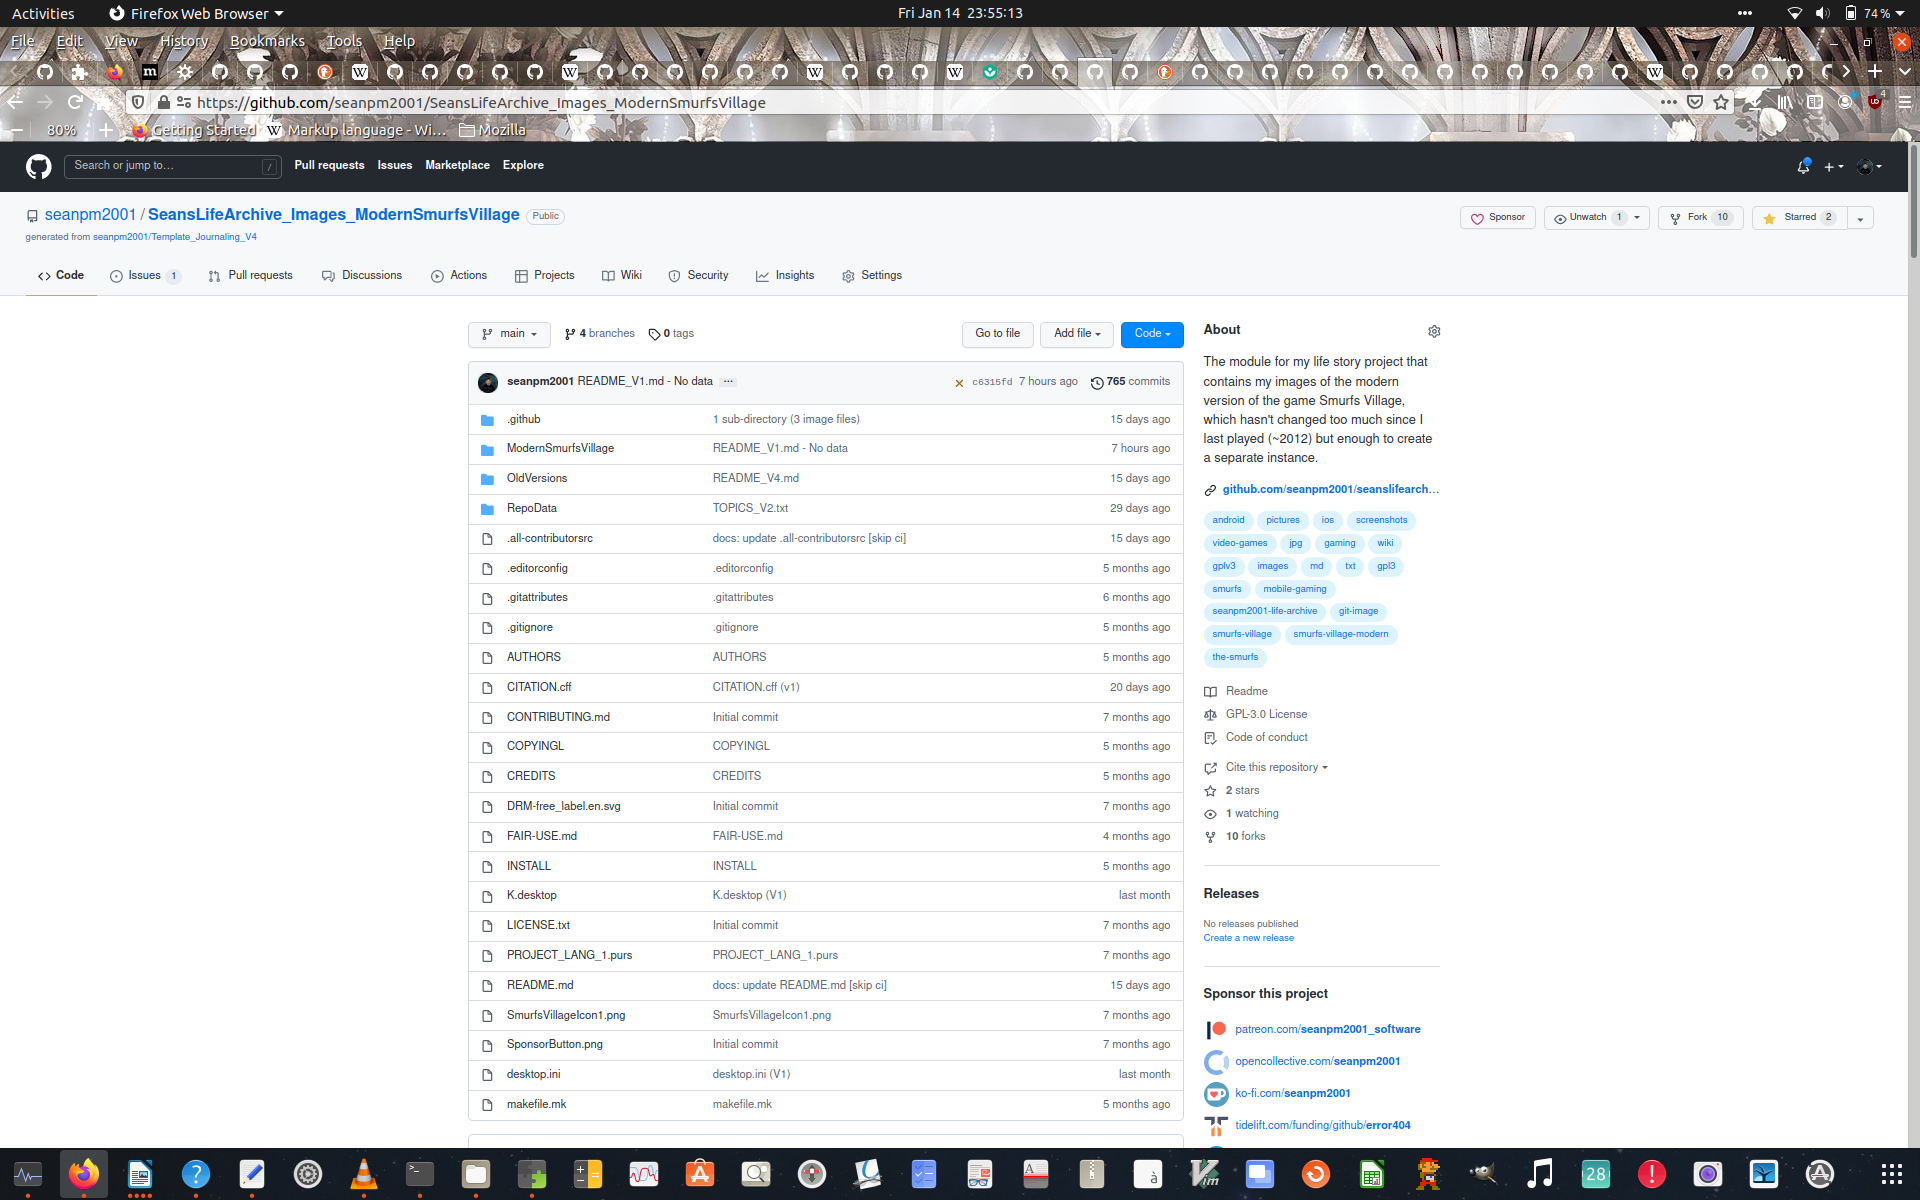 Activities Firefox Web Browser Fri Jan 14 23:55:13 74 %
File Edit View History Bookmarks Tools Help
https://github.com/seanpm2001/SeansLifeArchive_Images_ModernSmurfsVillage 4
80% Getting Started Markup language - Wi… Mozilla
Search or jump to… / Pull requests Issues Marketplace Explore
seanpm2001 / SeansLifeArchive_Images_ModernSmurfsVillage Public Sponsor Unwatch 1 Fork 10 Starred 2
generated from seanpm2001/Template_Journaling_V4
Code Issues 1 Pull requests Discussions Actions Projects Wiki Security Insights Settings
main 4 branches 0 tags Go to file Add file Code
seanpm2001 README_V1.md - No data ... c6315fd 7 hours ago 765 commits
.github 1 sub-directory (3 image files) 15 days ago
ModernSmurfsVillage README_V1.md - No data 7 hours ago
OldVersions README_V4.md 15 days ago
RepoData TOPICS_V2.txt 29 days ago
.all-contributorsrc docs: update .all-contributorsrc [skip ci] 15 days ago
.editorconfig .editorconfig 5 months ago
.gitattributes .gitattributes 6 months ago
.gitignore .gitignore 5 months ago
AUTHORS AUTHORS 5 months ago
CITATION.cff CITATION.cff (v1) 20 days ago
CONTRIBUTING.md Initial commit 7 months ago
COPYINGL COPYINGL 5 months ago
CREDITS CREDITS 5 months ago
DRM-free_label.en.svg Initial commit 7 months ago
FAIR-USE.md FAIR-USE.md 4 months ago
INSTALL INSTALL 5 months ago
K.desktop K.desktop (V1) last month
LICENSE.txt Initial commit 7 months ago
PROJECT_LANG_1.purs PROJECT_LANG_1.purs 7 months ago
README.md docs: update README.md [skip ci] 15 days ago
SmurfsVillageIcon1.png SmurfsVillageIcon1.png 7 months ago
SponsorButton.png Initial commit 7 months ago
desktop.ini desktop.ini (V1) last month
makefile.mk makefile.mk 5 months ago
About
The module for my life story project that
contains my images of the modern
version of the game Smurfs Village,
which hasn't changed too much since I
last played (~2012) but enough to create
a separate instance.
github.com/seanpm2001/seanslifearch…
android pictures ios screenshots
video-games jpg gaming wiki
gplv3 images md txt gpl3
smurfs mobile-gaming
seanpm2001-life-archive git-image
smurfs-village smurfs-village-modern
the-smurfs
Readme
GPL-3.0 License
Code of conduct
Cite this repository
2 stars
1 watching
10 forks
Releases
No releases published
Create a new release
Sponsor this project
patreon.com/seanpm2001_software
opencollective.com/seanpm2001
ko-fi.com/seanpm2001
tidelift.com/funding/github/error404
28